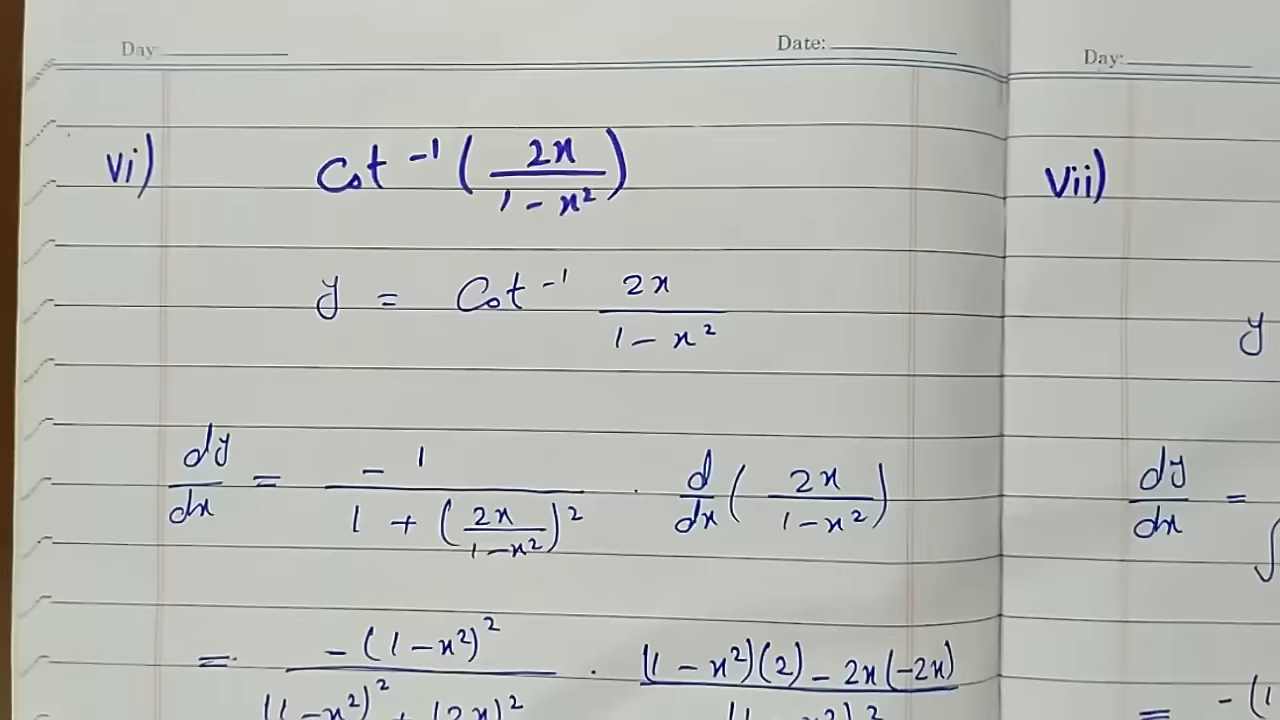 Day Date: Day:
vi) Cot⁻¹ (2x/(1 - x²))
y = Cot⁻¹ 2x/(1 - x²)
dy/dx = -1/(1 + (2x/(1-x²))²) · d/dx (2x/(1-x²))
= -(1-x²)²/((1-x²)² + (2x)²) · ((1-x²)(2) - 2x(-2x))/(1-x²)²
vii)
y
dy/dx =
= -(1